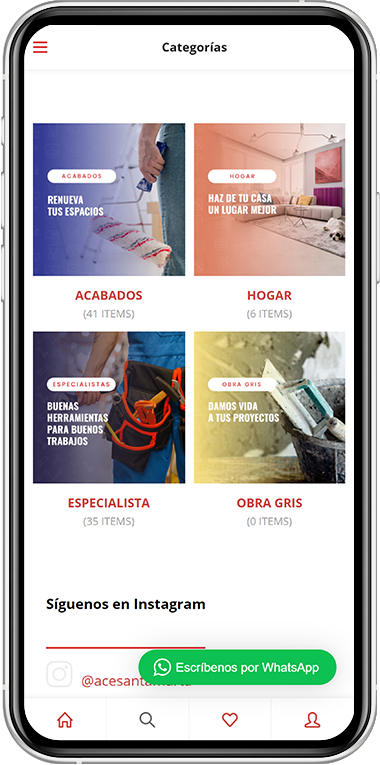 Categorías
ACABADOS
RENUEVA
TUS ESPACIOS
HOGAR
HAZ DE TU CASA
UN LUGAR MEJOR
ACABADOS
(41 ITEMS)
HOGAR
(6 ITEMS)
ESPECIALISTAS
BUENAS
HERRAMIENTAS
PARA BUENOS
TRABAJOS
OBRA GRIS
DAMOS VIDA
A TUS PROYECTOS
ESPECIALISTA
(35 ITEMS)
OBRA GRIS
(0 ITEMS)
Síguenos en Instagram
Escríbenos por WhatsApp